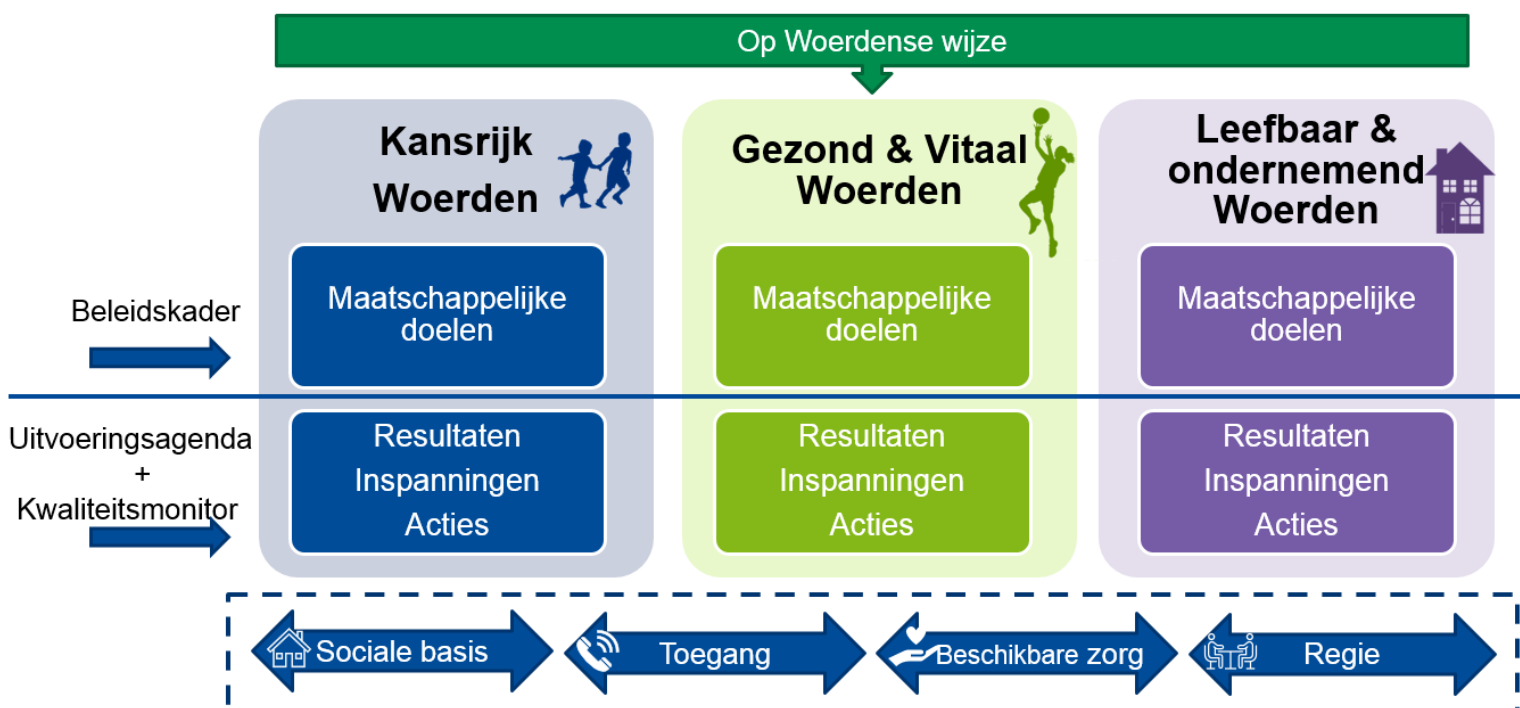 Op Woerdense wijze
Kansrijk
Woerden
Gezond & Vitaal
Woerden
Leefbaar &
ondernemend
Woerden
Beleidskader
Maatschappelijke
doelen
Maatschappelijke
doelen
Maatschappelijke
doelen
Uitvoeringsagenda
+
Kwaliteitsmonitor
Resultaten
Inspanningen
Acties
Resultaten
Inspanningen
Acties
Resultaten
Inspanningen
Acties
Sociale basis
Toegang
Beschikbare zorg
Regie